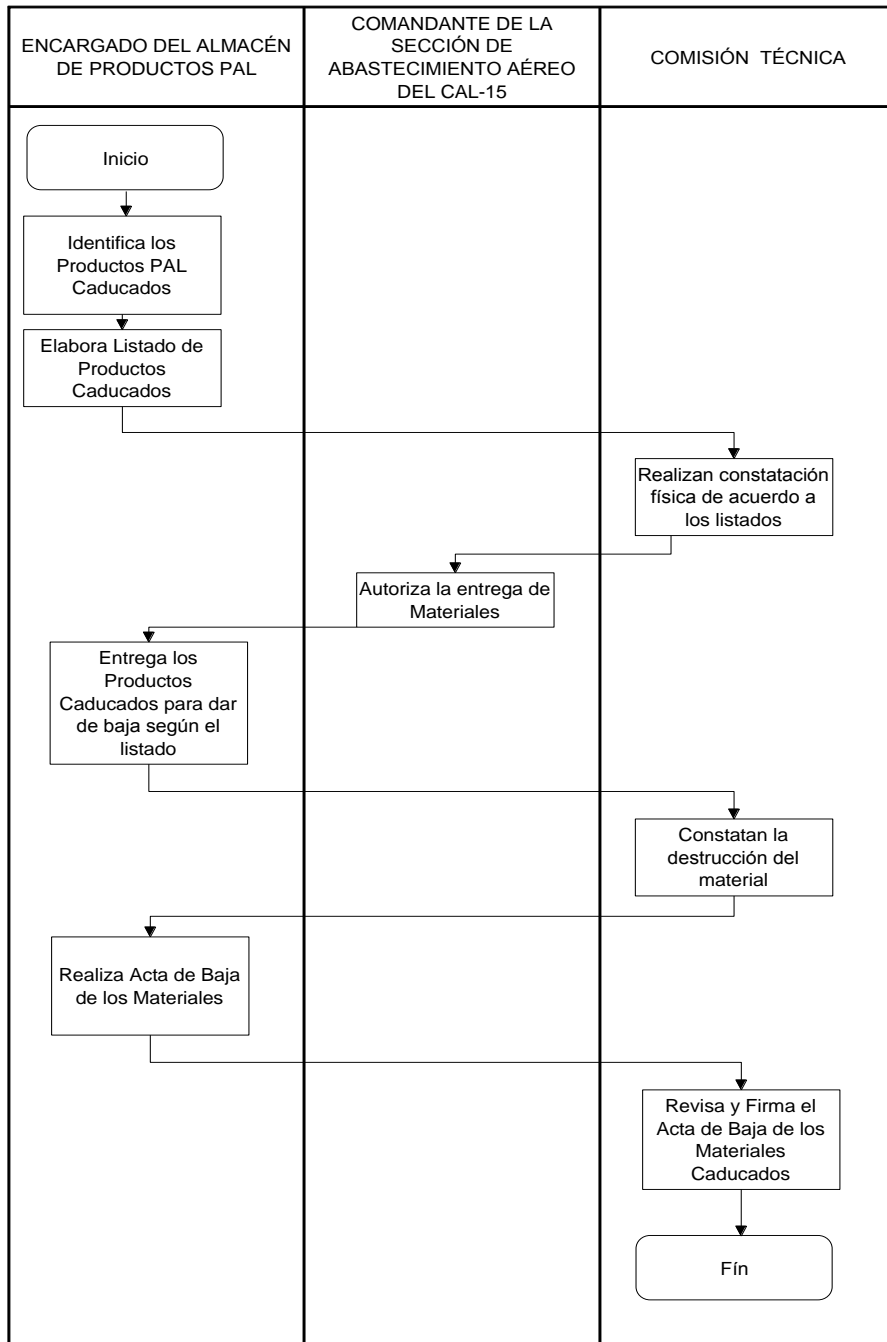 ENCARGADO DEL ALMACÉN
DE PRODUCTOS PAL
COMANDANTE DE LA
SECCIÓN DE
ABASTECIMIENTO AÉREO
DEL CAL-15
COMISIÓN TÉCNICA
Inicio
Identifica los
Productos PAL
Caducados
Elabora Listado de
Productos
Caducados
Realizan constatación
física de acuerdo a
los listados
Autoriza la entrega de
Materiales
Entrega los
Productos
Caducados para dar
de baja según el
listado
Constatan la
destrucción del
material
Realiza Acta de Baja
de los Materiales
Revisa y Firma el
Acta de Baja de los
Materiales
Caducados
Fín